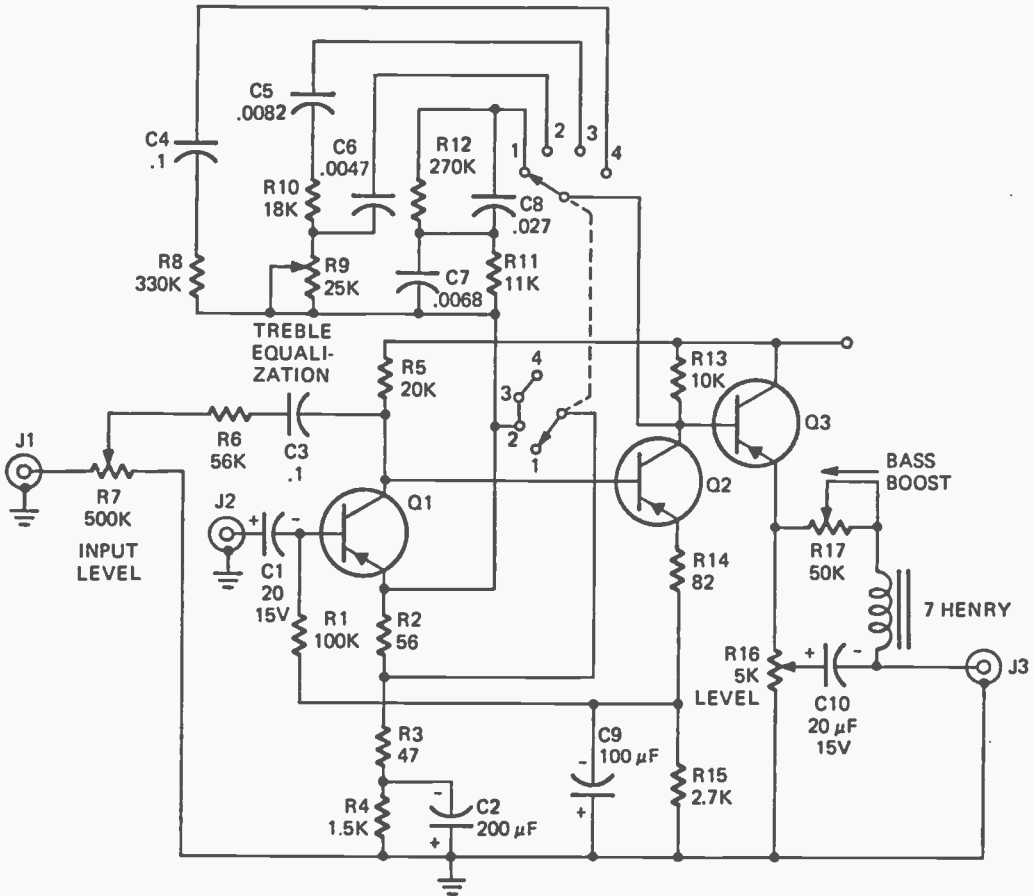 C4
.1
C5
.0082
R10
18K
C6
.0047
R12
270K
C8
.027
1
2
3
4
R8
330K
R9
25K
C7
.0068
R11
11K
TREBLE
EQUALI-
ZATION
R5
20K
4
3
2
1
R13
10K
Q3
Q2
J1
R7
500K
INPUT
LEVEL
R6
56K
C3
.1
J2
+
-
C1
20
15V
Q1
R1
100K
R2
56
R14
82
BASS
BOOST
R17
50K
7 HENRY
R16
5K
LEVEL
+
-
C10
20 μF
15V
J3
R3
47
R4
1.5K
-
+
C2
200 μF
C9
100 μF
-
+
R15
2.7K